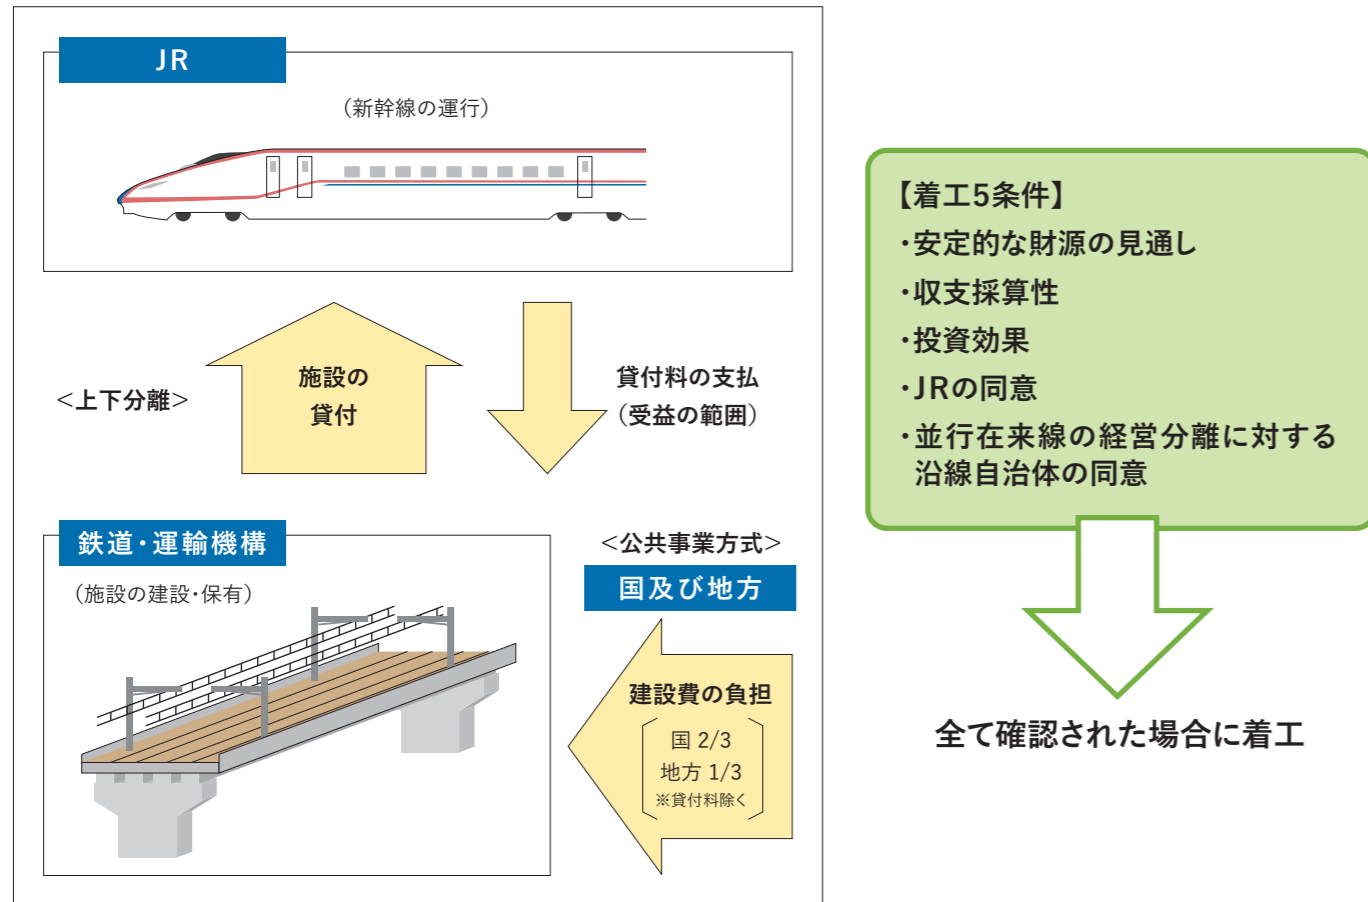 JR
（新幹線の運行）
＜上下分離＞
施設の
貸付
貸付料の支払
（受益の範囲）
鉄道・運輸機構
（施設の建設・保有）
＜公共事業方式＞
国及び地方
建設費の負担
国 2/3
地方 1/3
※貸付料除く
【着工5条件】
・安定的な財源の見通し
・収支採算性
・投資効果
・JRの同意
・並行在来線の経営分離に対する
沿線自治体の同意
全て確認された場合に着工